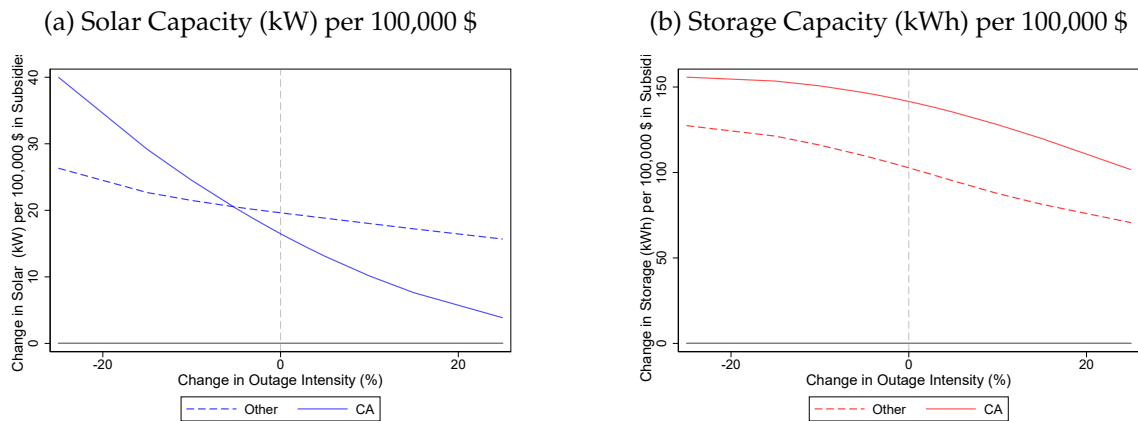 (a) Solar Capacity (kW) per 100,000 $
Change in Solar (kW) per 100,000 $ in Subsidies
40
30
20
10
0
-20
0
20
Change in Outage Intensity (%)
Other
CA
(b) Storage Capacity (kWh) per 100,000 $
Change in Storage (kWh) per 100,000 $ in Subsidi
150
100
50
0
-20
0
20
Change in Outage Intensity (%)
Other
CA